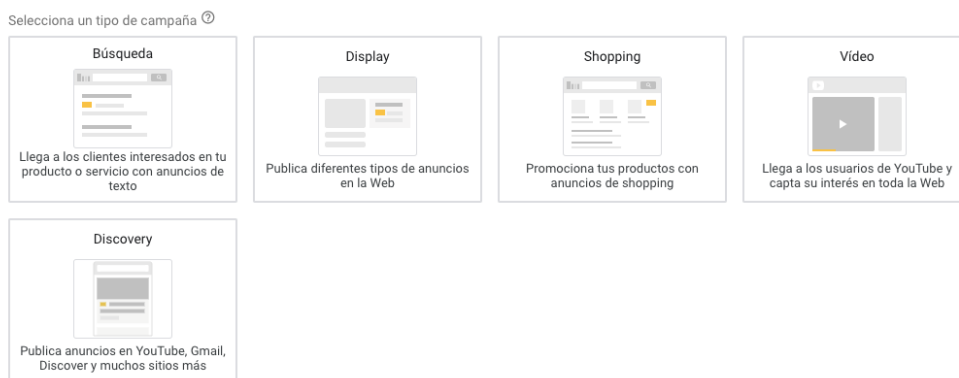 Selecciona un tipo de campaña
Búsqueda
Llega a los clientes interesados en tu
producto o servicio con anuncios de
texto
Display
Publica diferentes tipos de anuncios
en la Web
Shopping
Promociona tus productos con
anuncios de shopping
Vídeo
Llega a los usuarios de YouTube y
capta su interés en toda la Web
Discovery
Publica anuncios en YouTube, Gmail,
Discover y muchos sitios más